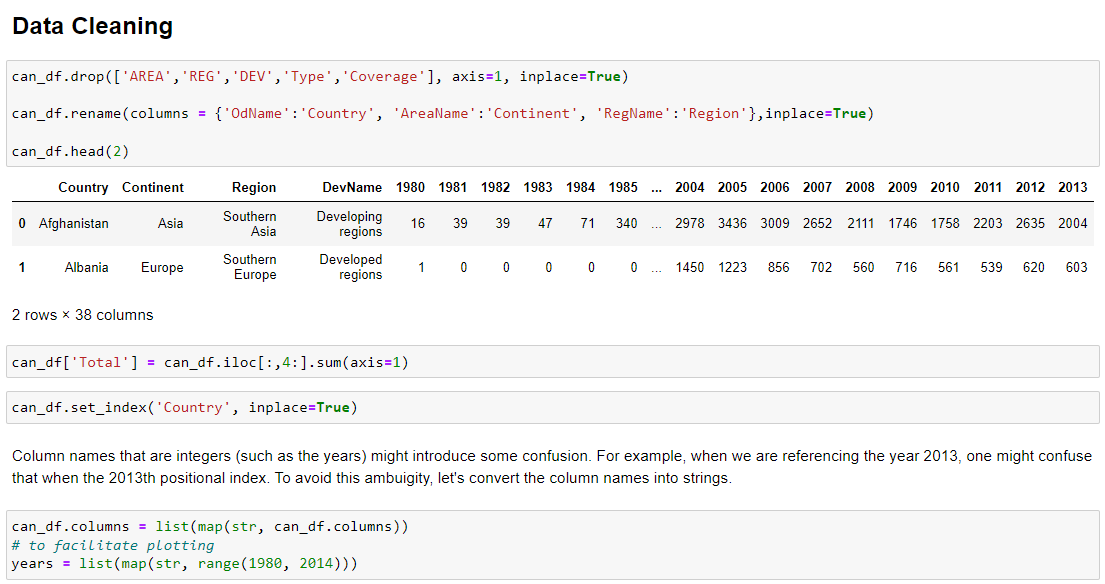 Data Cleaning
can_df.drop(['AREA','REG','DEV','Type','Coverage'], axis=1, inplace=True)
can_df.rename(columns = {'OdName':'Country', 'AreaName':'Continent', 'RegName':'Region'},inplace=True)
can_df.head(2)
Country Continent Region DevName 1980 1981 1982 1983 1984 1985 ... 2004 2005 2006 2007 2008 2009 2010 2011 2012 2013
0 Afghanistan Asia Southern Asia Developing regions 16 39 39 47 71 340 ... 2978 3436 3009 2652 2111 1746 1758 2203 2635 2004
1 Albania Europe Southern Europe Developed regions 1 0 0 0 0 0 ... 1450 1223 856 702 560 716 561 539 620 603
2 rows × 38 columns
can_df['Total'] = can_df.iloc[:,4:].sum(axis=1)
can_df.set_index('Country', inplace=True)
Column names that are integers (such as the years) might introduce some confusion. For example, when we are referencing the year 2013, one might confuse
that when the 2013th positional index. To avoid this ambuigity, let's convert the column names into strings.
can_df.columns = list(map(str, can_df.columns))
# to facilitate plotting
years = list(map(str, range(1980, 2014)))